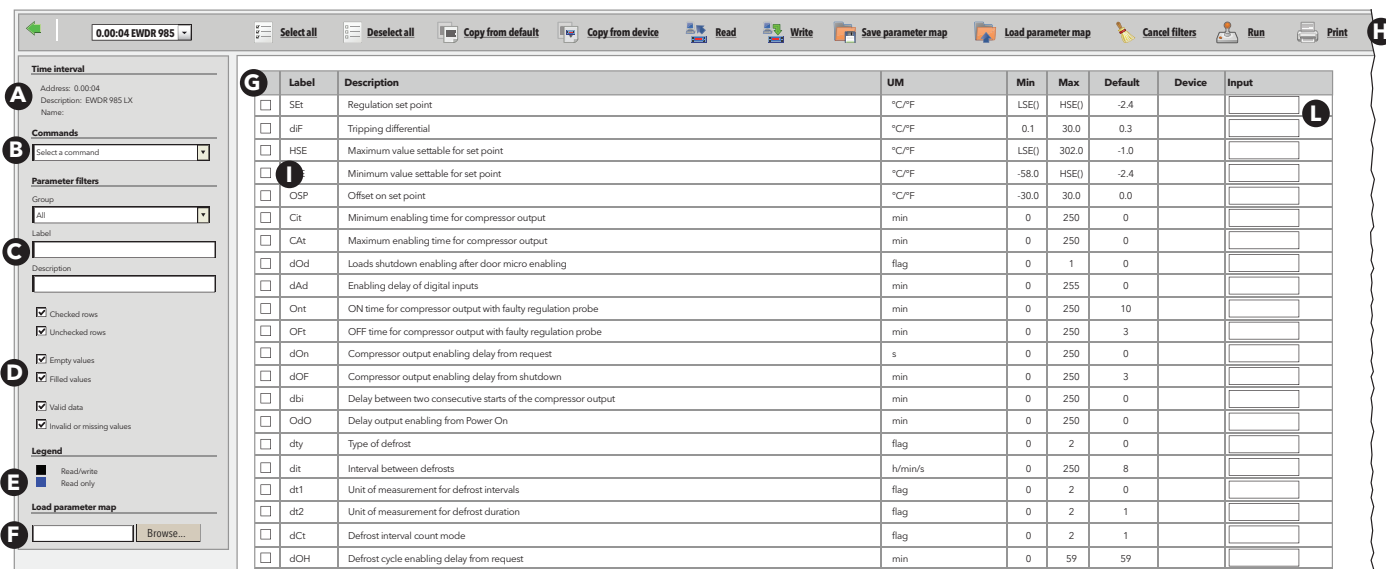 0.00:04 EWDR 985 Select all Deselect all Copy from default Copy from device Read Write Save parameter map Load parameter map Cancel filters Run Print H
Time interval
A
Address: 0.00:04
Description: EWDR 985 LX
Name:
Commands
B
Select a command
Parameter filters
Group
All
Label
C
Description
Checked rows
Unchecked rows
D
Empty values
Filled values
Valid data
Invalid or missing values
Legend
E
Read/write
Read only
Load parameter map
F
Browse...
G Label Description UM Min Max Default Device Input
SEt Regulation set point °C/°F LSE() HSE() -2.4 L
diF Tripping differential °C/°F 0.1 30.0 0.3
HSE Maximum value settable for set point °C/°F LSE() 302.0 -1.0
I Minimum value settable for set point °C/°F -58.0 HSE() -2.4
OSP Offset on set point °C/°F -30.0 30.0 0.0
Cit Minimum enabling time for compressor output min 0 250 0
CAt Maximum enabling time for compressor output min 0 250 0
dOd Loads shutdown enabling after door micro enabling flag 0 1 0
dAd Enabling delay of digital inputs min 0 255 0
Ont ON time for compressor output with faulty regulation probe min 0 250 10
OFt OFF time for compressor output with faulty regulation probe min 0 250 3
dOn Compressor output enabling delay from request s 0 250 0
dOF Compressor output enabling delay from shutdown min 0 250 3
dbi Delay between two consecutive starts of the compressor output min 0 250 0
OdO Delay output enabling from Power On min 0 250 0
dty Type of defrost flag 0 2 0
dit Interval between defrosts h/min/s 0 250 8
dt1 Unit of measurement for defrost intervals flag 0 2 0
dt2 Unit of measurement for defrost duration flag 0 2 1
dCt Defrost interval count mode flag 0 2 1
dOH Defrost cycle enabling delay from request min 0 59 59